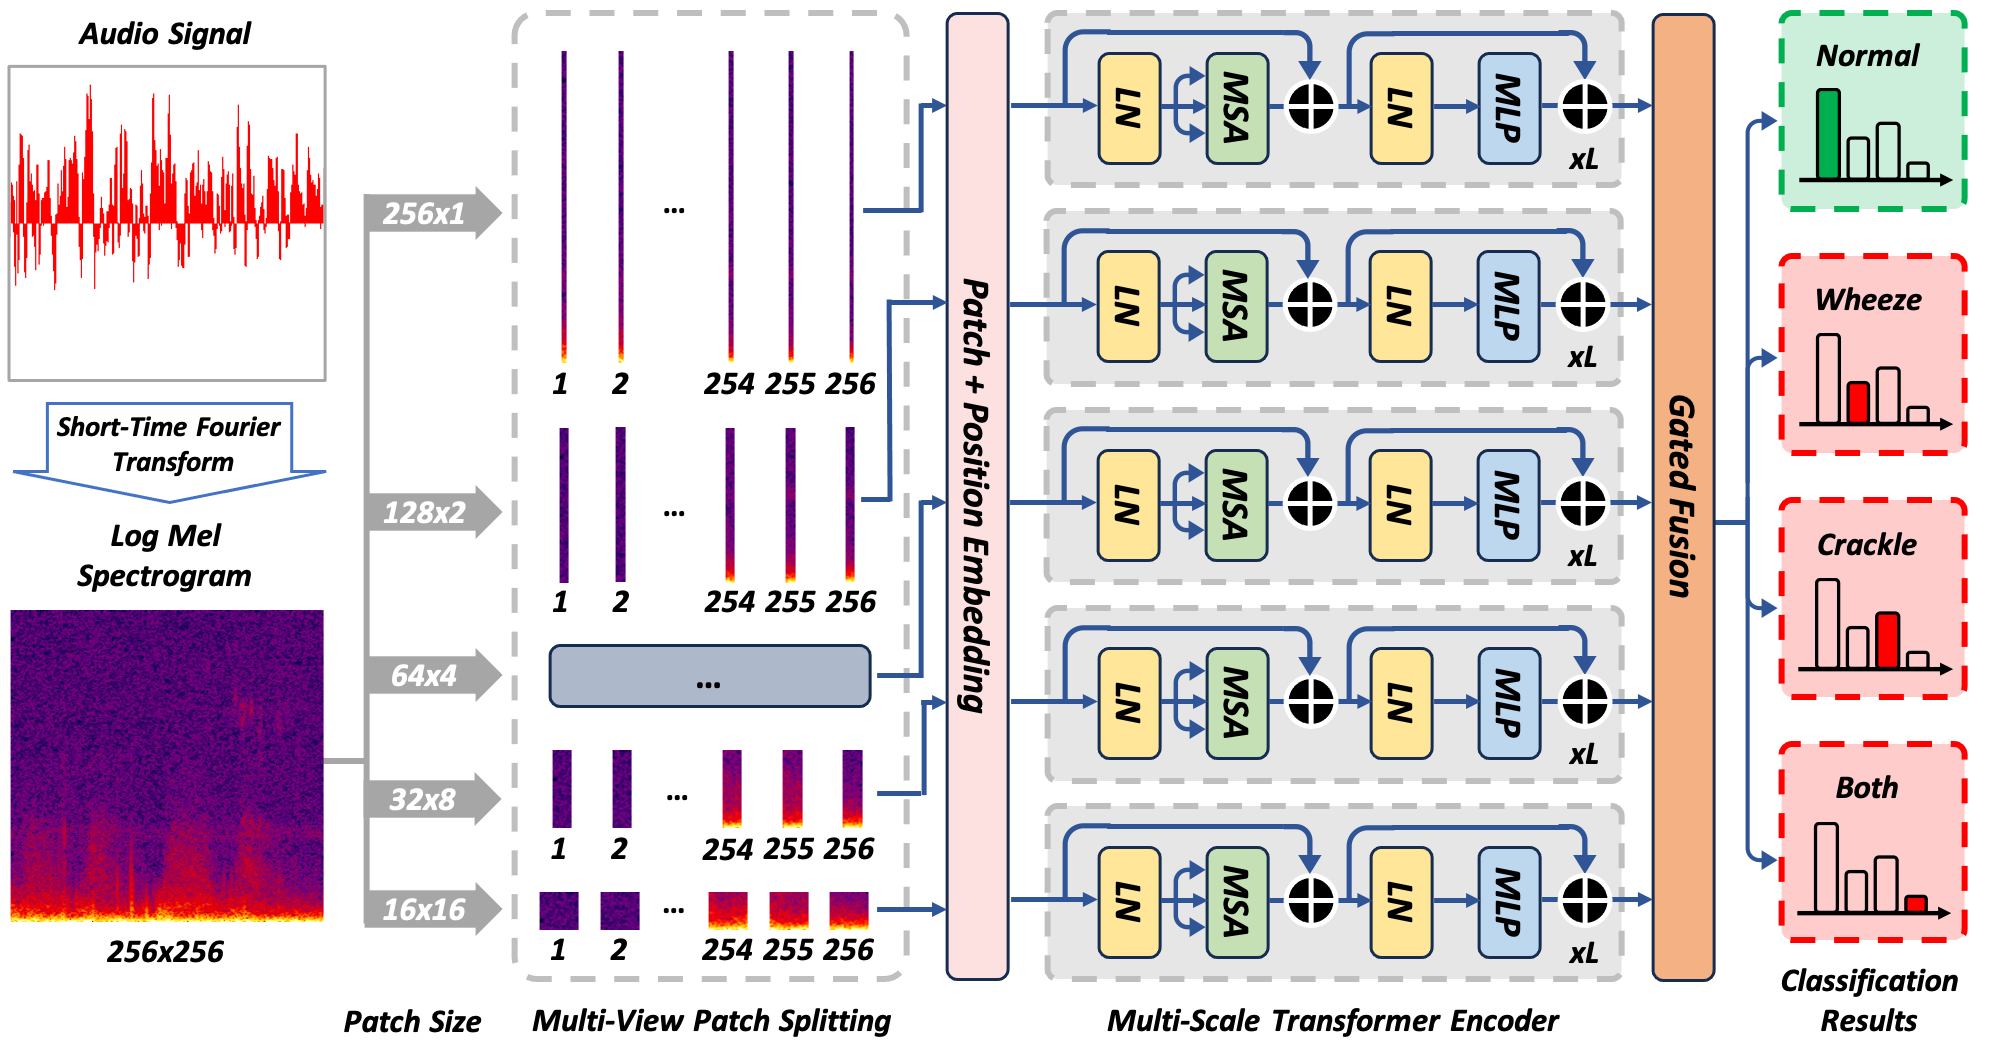 Audio Signal
Short-Time Fourier
Transform
Log Mel
Spectrogram
256x256
256x1
128x2
64x4
32x8
16x16
Patch Size
...
1 2 254 255 256
...
1 2 254 255 256
...
...
1 2 254 255 256
...
1 2 254 255 256
Multi-View Patch Splitting
Patch + Position Embedding
LN MSA LN MLP
xL
LN MSA LN MLP
xL
LN MSA LN MLP
xL
LN MSA LN MLP
xL
LN MSA LN MLP
xL
Multi-Scale Transformer Encoder
Gated Fusion
Normal
Wheeze
Crackle
Both
Classification
Results